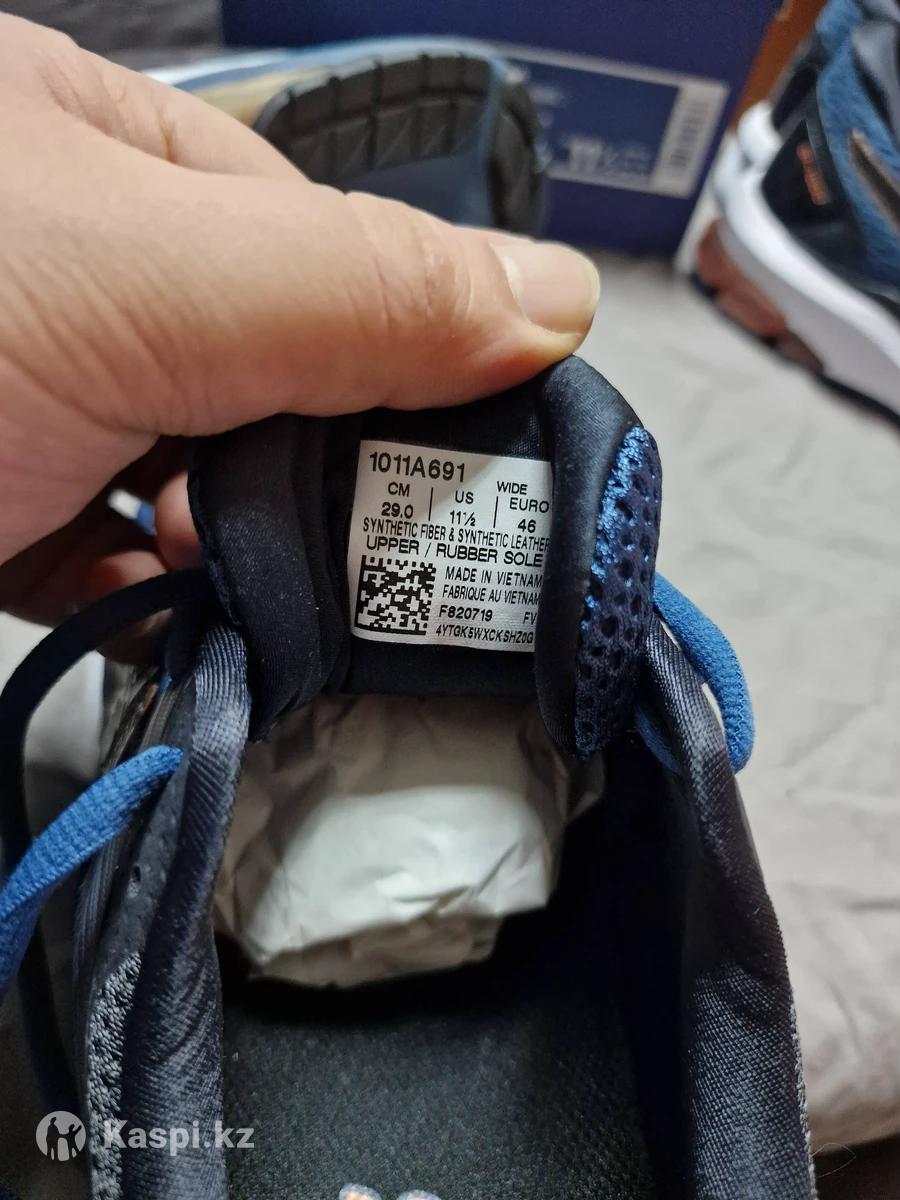 1011A691
CM US WIDE EURO
29.0 11½ 46
SYNTHETIC FIBER & SYNTHETIC LEATHER
UPPER / RUBBER SOLE
MADE IN VIETNAM
FABRIQUE AU VIETNAM
F820719 FV
4YTGK5WXCKSHZ0G
Kaspi.kz